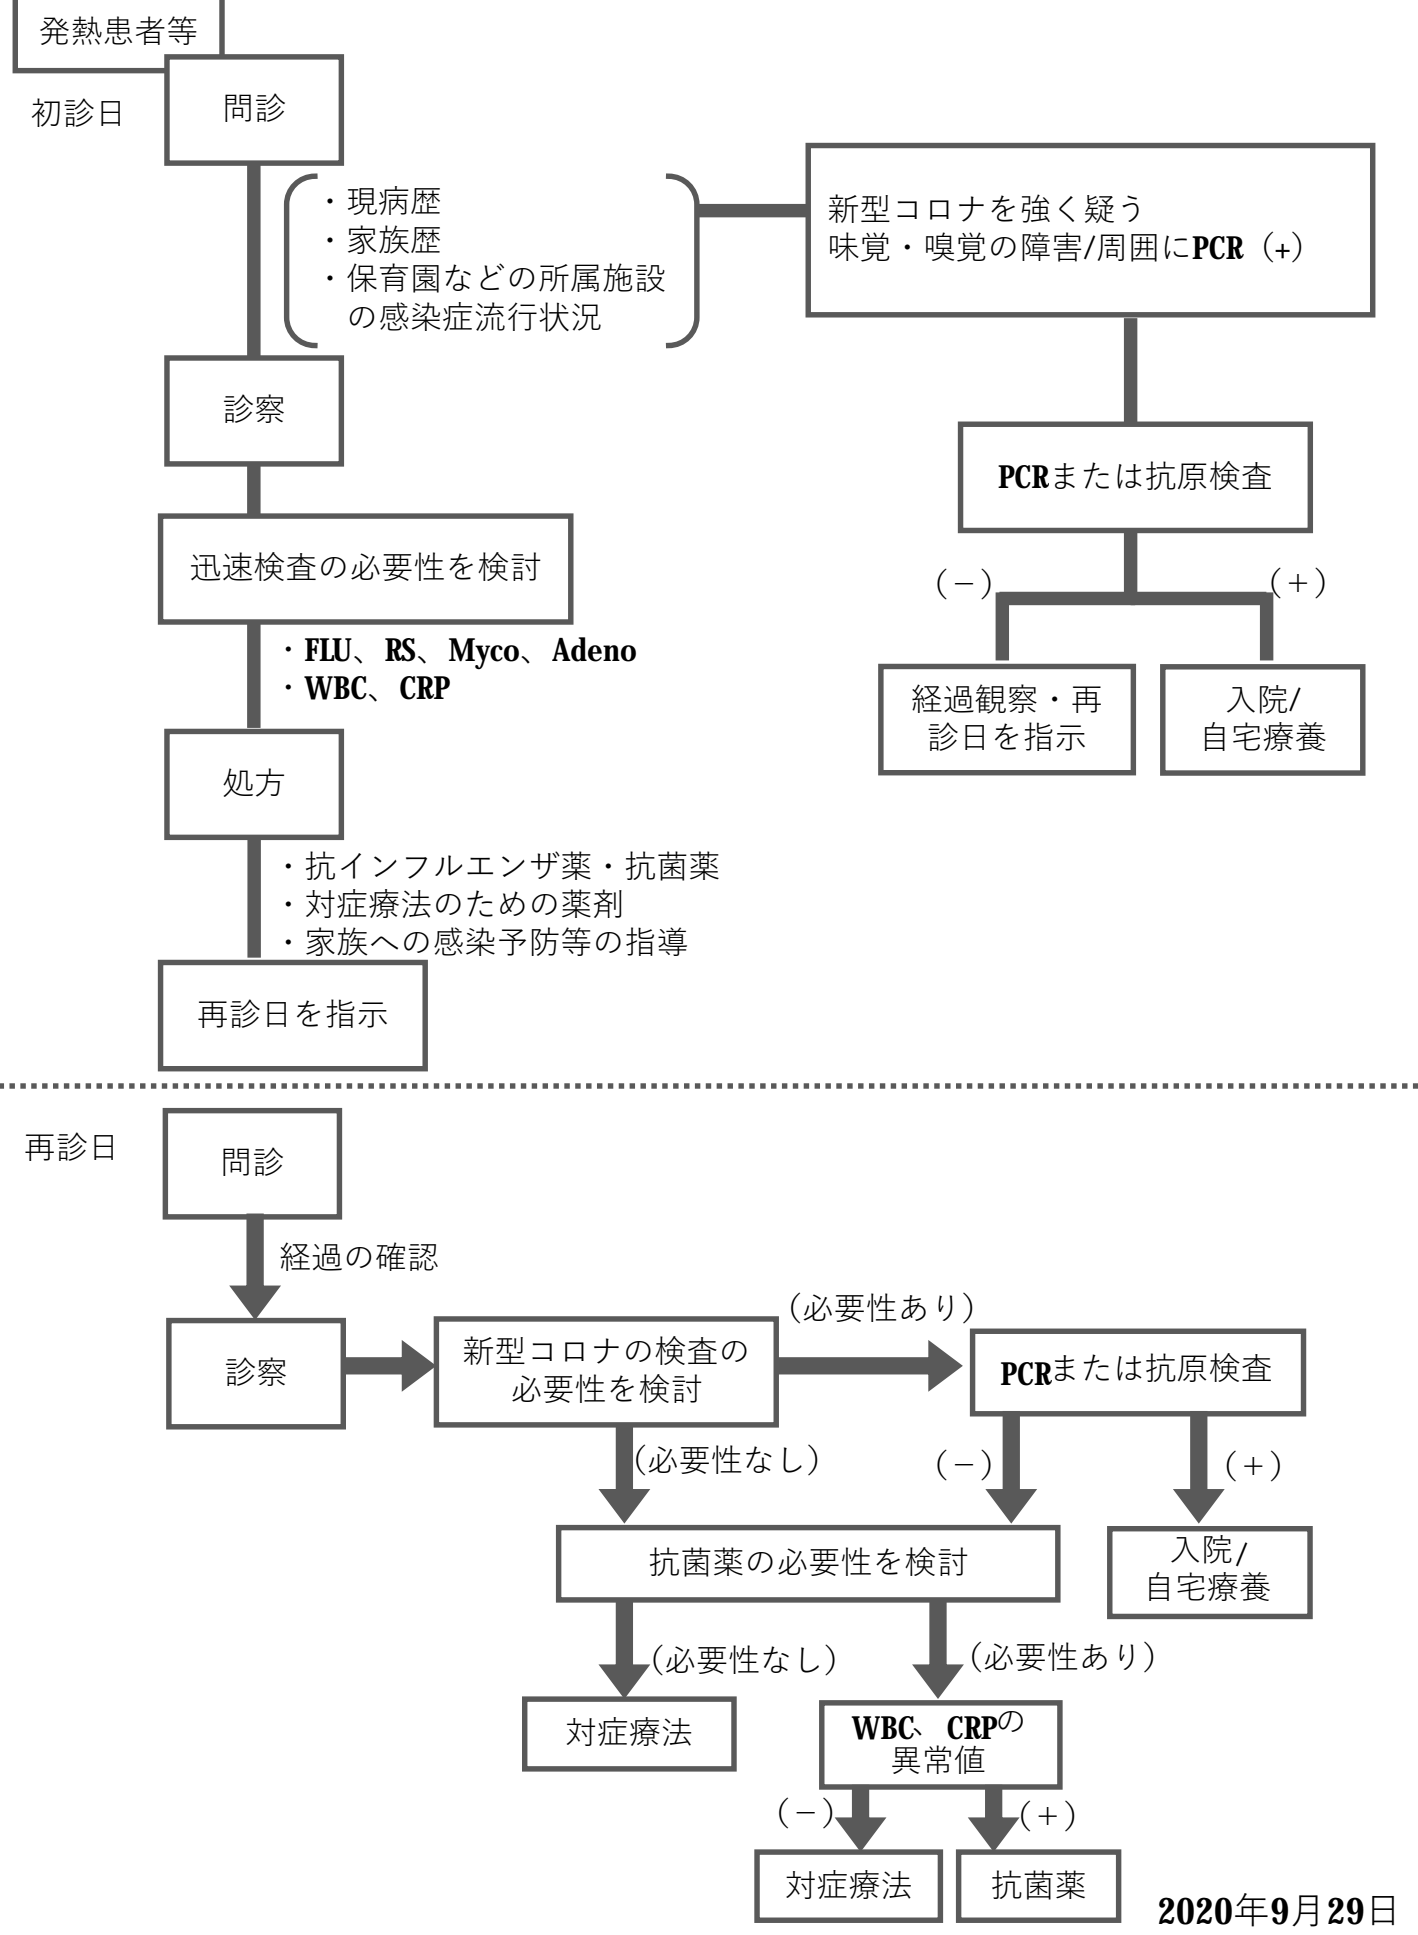 発熱患者等
初診日
問診
・現病歴
・家族歴
・保育園などの所属施設
の感染症流行状況
新型コロナを強く疑う
味覚・嗅覚の障害/周囲にPCR（+）
診察
PCRまたは抗原検査
迅速検査の必要性を検討
（－）
（＋）
・FLU、RS、Myco、Adeno
・WBC、CRP
経過観察・再
診日を指示
入院/
自宅療養
処方
・抗インフルエンザ薬・抗菌薬
・対症療法のための薬剤
・家族への感染予防等の指導
再診日を指示
再診日
問診
経過の確認
診察
新型コロナの検査の
必要性を検討
（必要性あり）
PCRまたは抗原検査
（必要性なし）
（－）
（＋）
抗菌薬の必要性を検討
入院/
自宅療養
（必要性なし）
（必要性あり）
対症療法
WBC、CRPの
異常値
（－）
（＋）
対症療法
抗菌薬
2020年9月29日